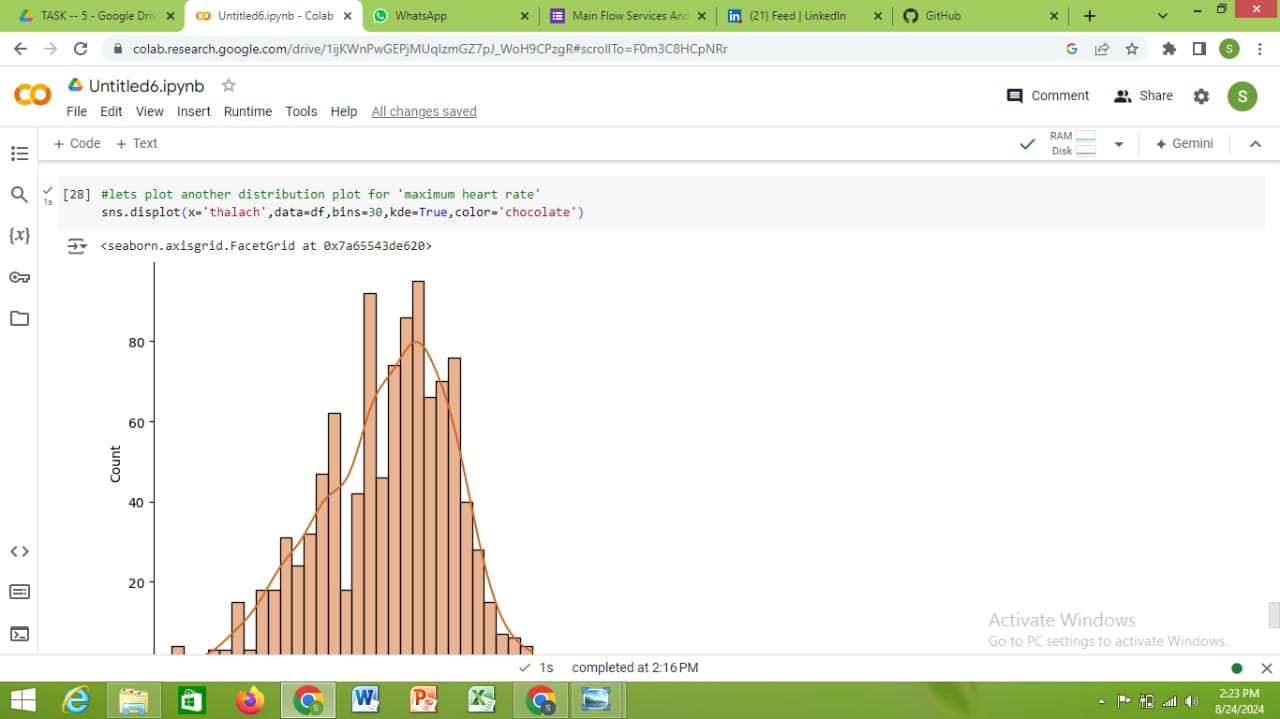 TASK -- 5 - Google Driv
Untitled6.ipynb - Colab
WhatsApp
Main Flow Services And
(21) Feed | LinkedIn
GitHub
colab.research.google.com/drive/1ijKWnPwGEPjMUqIzmGZ7pJ_WoH9CPzgR#scrollTo=F0m3C8HCpNRr
S
Untitled6.ipynb
File Edit View Insert Runtime Tools Help All changes saved
Comment Share S
+ Code + Text
RAM
Disk
Gemini
[28] #lets plot another distribution plot for 'maximum heart rate'
1s
sns.displot(x='thalach',data=df,bins=30,kde=True,color='chocolate')
{x}
<seaborn.axisgrid.FacetGrid at 0x7a65543de620>
80
60
Count
40
20
Activate Windows
Go to PC settings to activate Windows.
1s completed at 2:16 PM
2:23 PM
8/24/2024